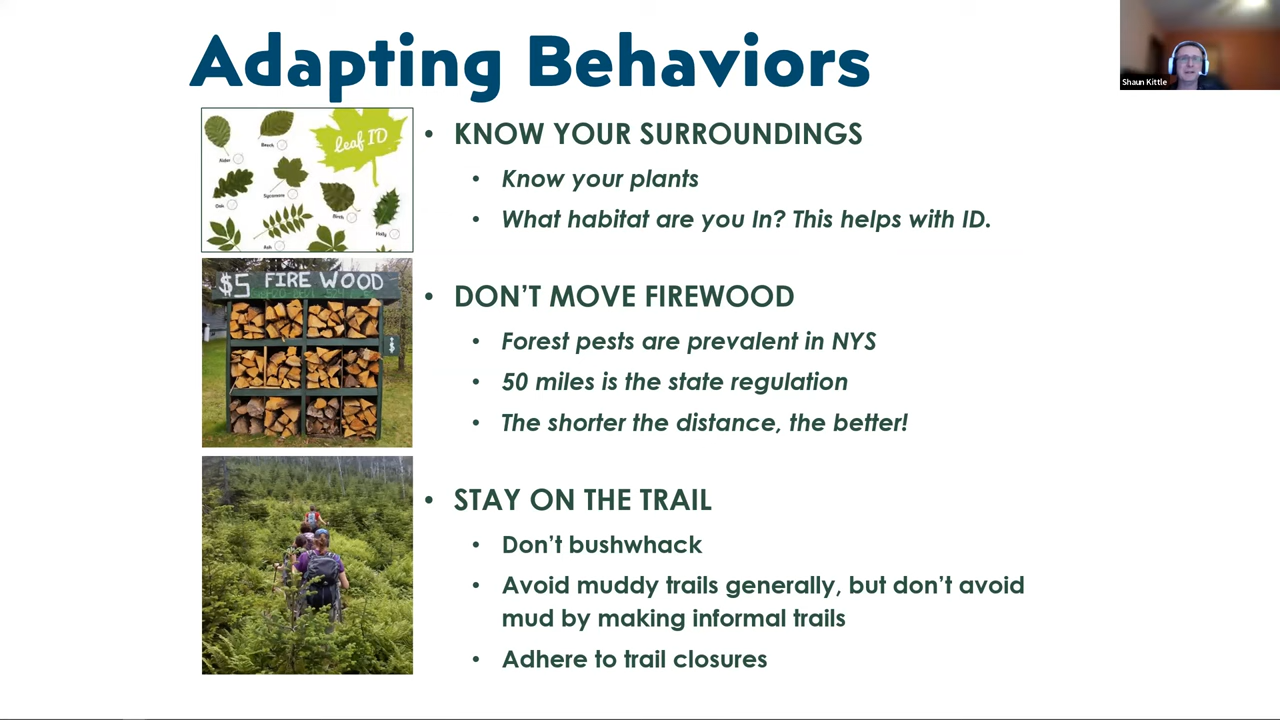 Adapting Behaviors
Shaun Kittle
leaf ID
Alder
Beech
Oak
Sycamore
Birch
Holly
Ash
• KNOW YOUR SURROUNDINGS
• Know your plants
• What habitat are you In? This helps with ID.
$5 FIRE WOOD
• DON'T MOVE FIREWOOD
• Forest pests are prevalent in NYS
• 50 miles is the state regulation
• The shorter the distance, the better!
• STAY ON THE TRAIL
• Don't bushwhack
• Avoid muddy trails generally, but don't avoid
mud by making informal trails
• Adhere to trail closures